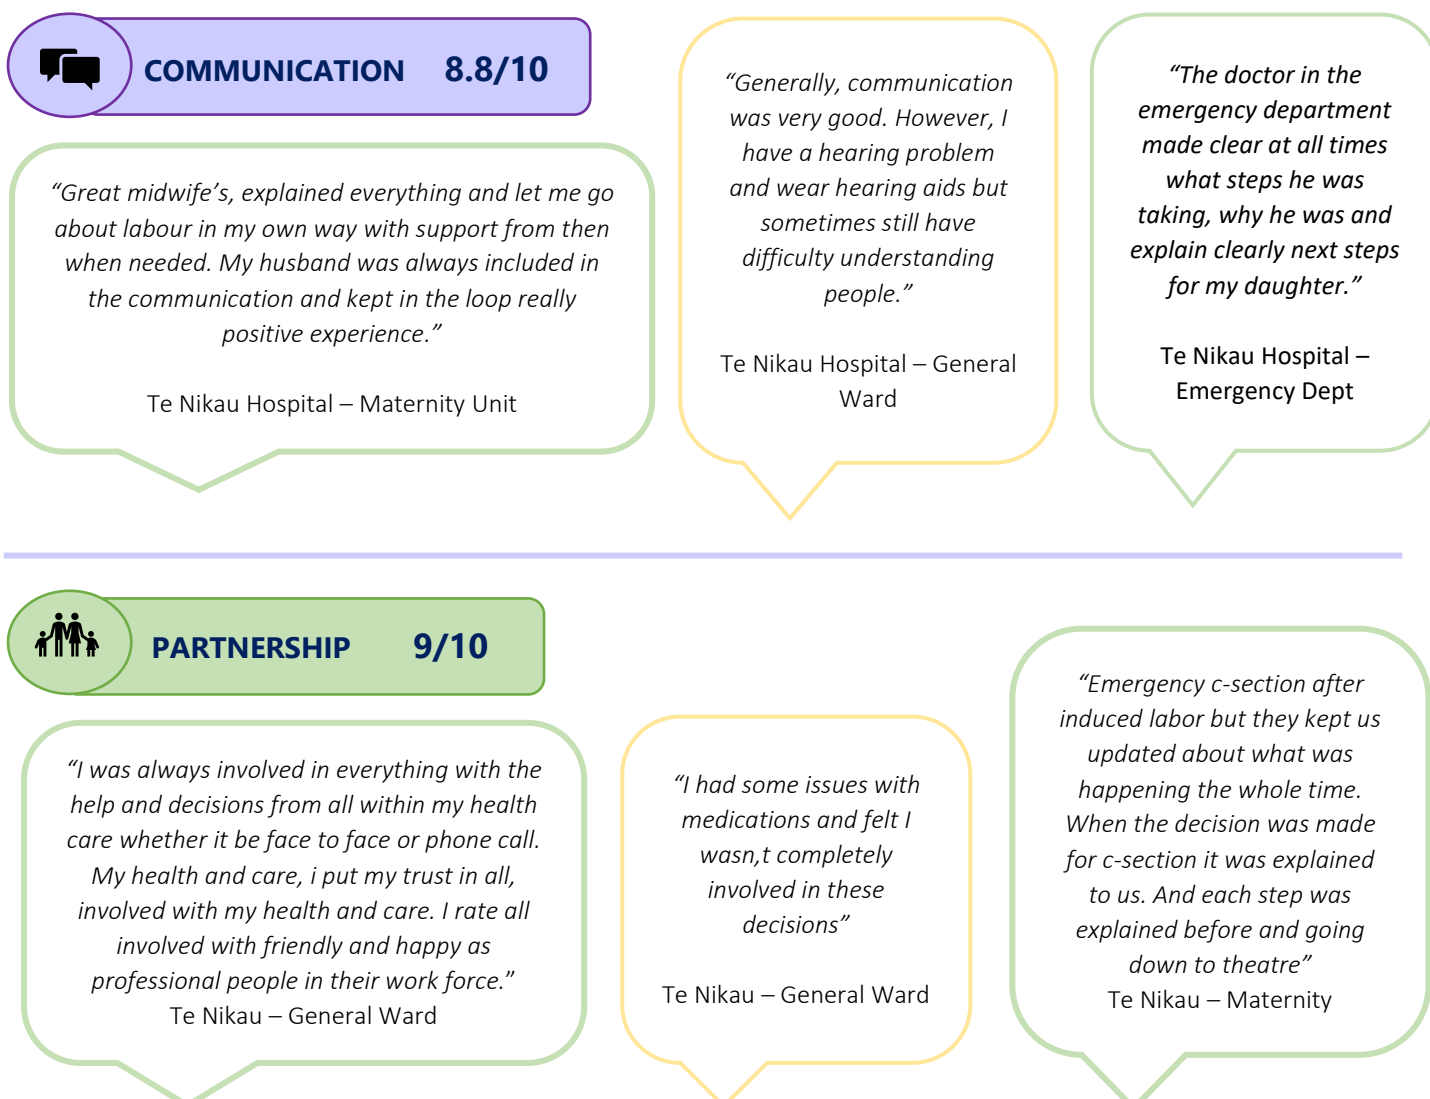 COMMUNICATION 8.8/10
“Great midwife’s, explained everything and let me go
about labour in my own way with support from then
when needed. My husband was always included in
the communication and kept in the loop really
positive experience.”
Te Nikau Hospital – Maternity Unit
“Generally, communication
was very good. However, I
have a hearing problem
and wear hearing aids but
sometimes still have
difficulty understanding
people.”
Te Nikau Hospital – General
Ward
“The doctor in the
emergency department
made clear at all times
what steps he was
taking, why he was and
explain clearly next steps
for my daughter.”
Te Nikau Hospital –
Emergency Dept
PARTNERSHIP 9/10
“I was always involved in everything with the
help and decisions from all within my health
care whether it be face to face or phone call.
My health and care, i put my trust in all,
involved with my health and care. I rate all
involved with friendly and happy as
professional people in their work force.”
Te Nikau – General Ward
“I had some issues with
medications and felt I
wasn,t completely
involved in these
decisions”
Te Nikau – General Ward
“Emergency c-section after
induced labor but they kept us
updated about what was
happening the whole time.
When the decision was made
for c-section it was explained
to us. And each step was
explained before and going
down to theatre”
Te Nikau – Maternity